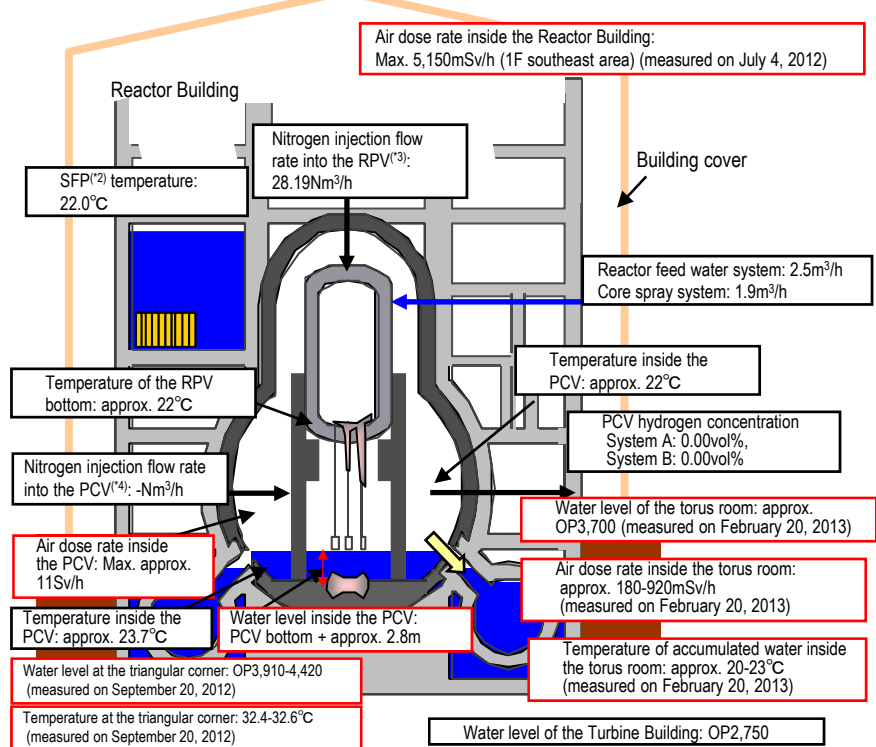 Air dose rate inside the Reactor Building:
Max. 5,150mSv/h (1F southeast area) (measured on July 4, 2012)
Reactor Building
Nitrogen injection flow
rate into the RPV(*3):
28.19Nm3/h
Building cover
SFP(*2) temperature:
22.0℃
Reactor feed water system: 2.5m3/h
Core spray system: 1.9m3/h
Temperature inside the
PCV: approx. 22℃
Temperature of the RPV
bottom: approx. 22℃
PCV hydrogen concentration
System A: 0.00vol%,
System B: 0.00vol%
Nitrogen injection flow rate
into the PCV(*4): -Nm3/h
Water level of the torus room: approx.
OP3,700 (measured on February 20, 2013)
Air dose rate inside
the PCV: Max. approx.
11Sv/h
Air dose rate inside the torus room:
approx. 180-920mSv/h
(measured on February 20, 2013)
Temperature inside the
PCV: approx. 23.7℃
Water level inside the PCV:
PCV bottom + approx. 2.8m
Temperature of accumulated water inside
the torus room: approx. 20-23℃
(measured on February 20, 2013)
Water level at the triangular corner: OP3,910-4,420
(measured on September 20, 2012)
Temperature at the triangular corner: 32.4-32.6℃
(measured on September 20, 2012)
Water level of the Turbine Building: OP2,750